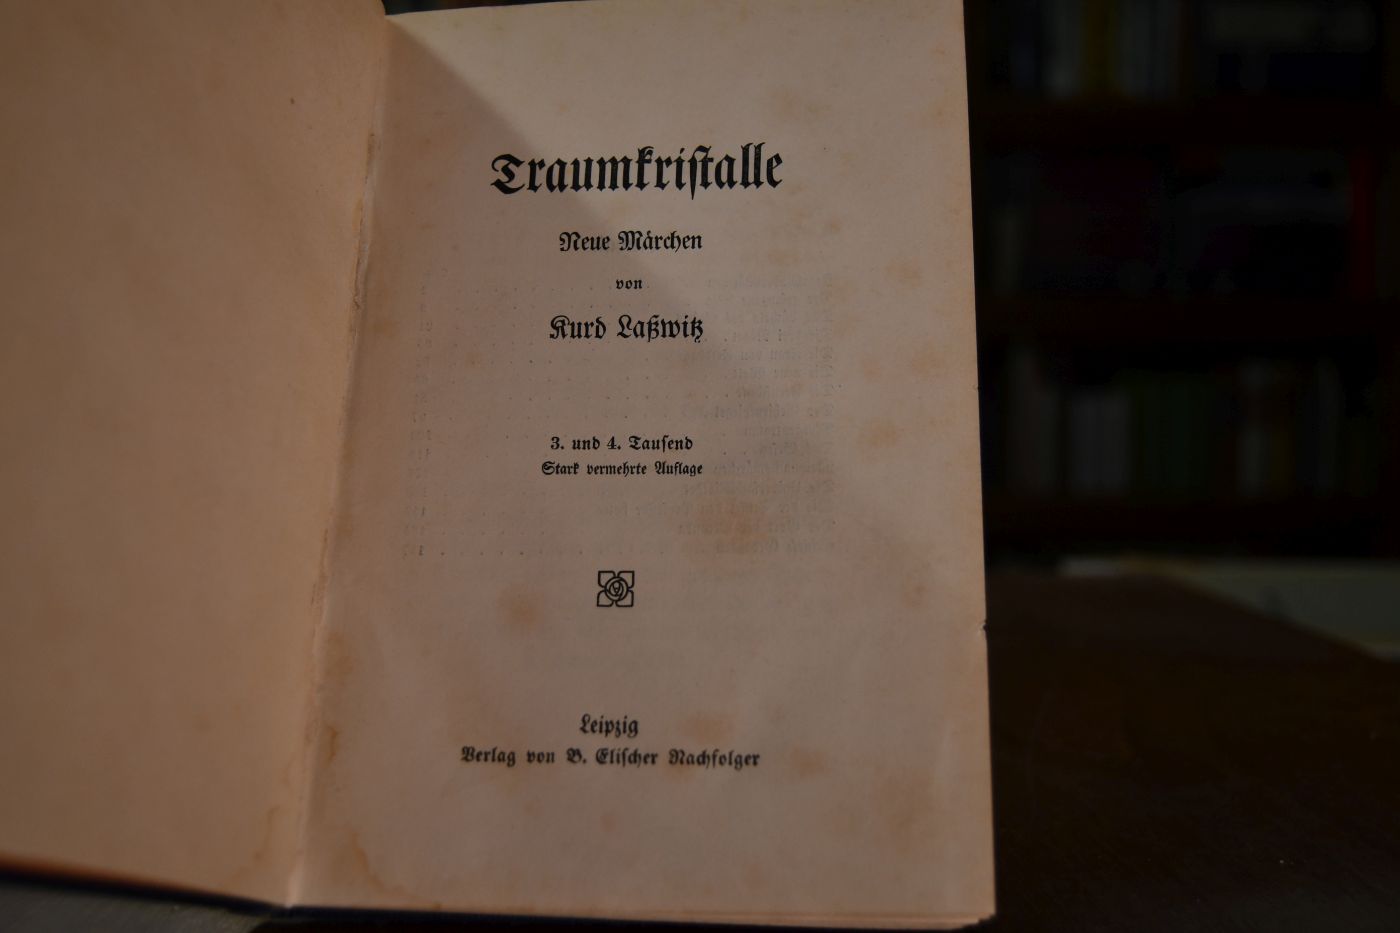 Traumkristalle
Neue Märchen
von
Kurd Laßwitz
3. und 4. Tausend
Stark vermehrte Auflage
Leipzig
Verlag von B. Elischer Nachfolger